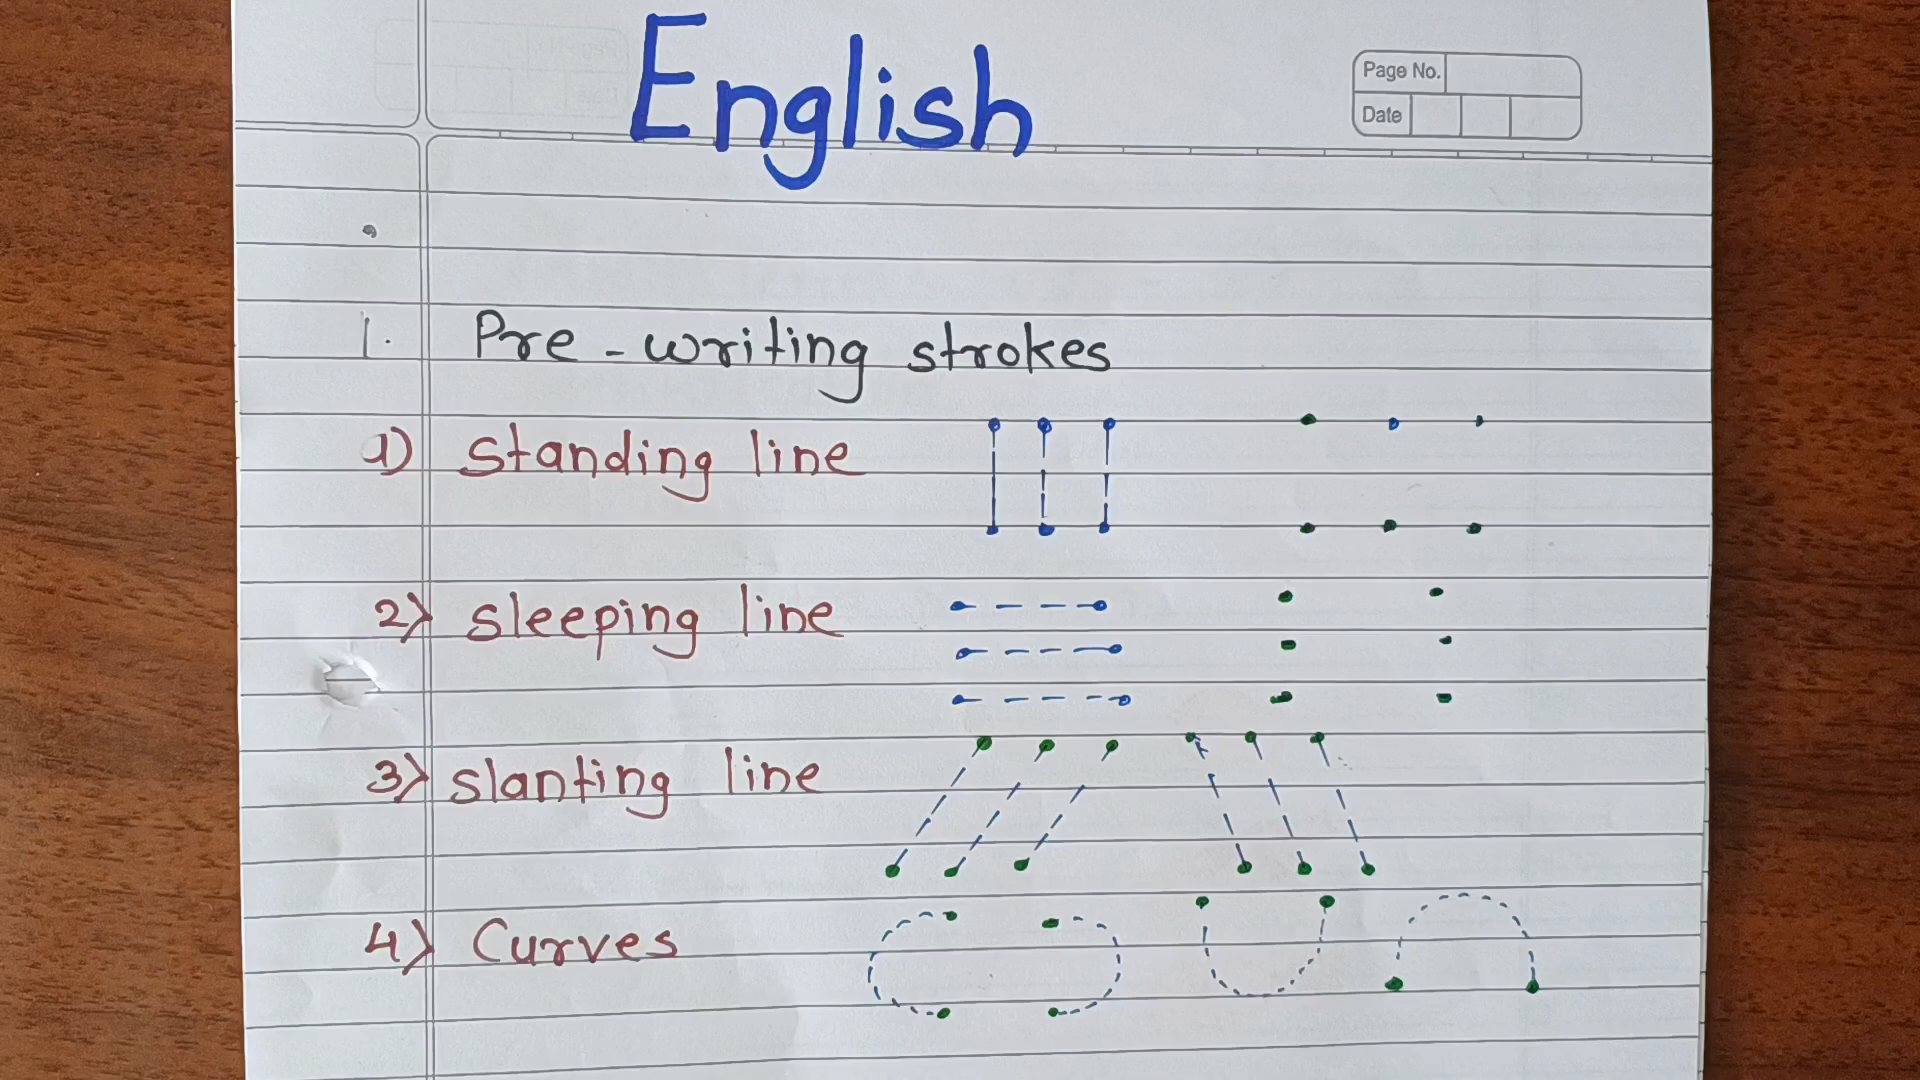 English
Page No.
Date
1. Pre-writing strokes
1) Standing line
2) sleeping line
3) slanting line
4) Curves